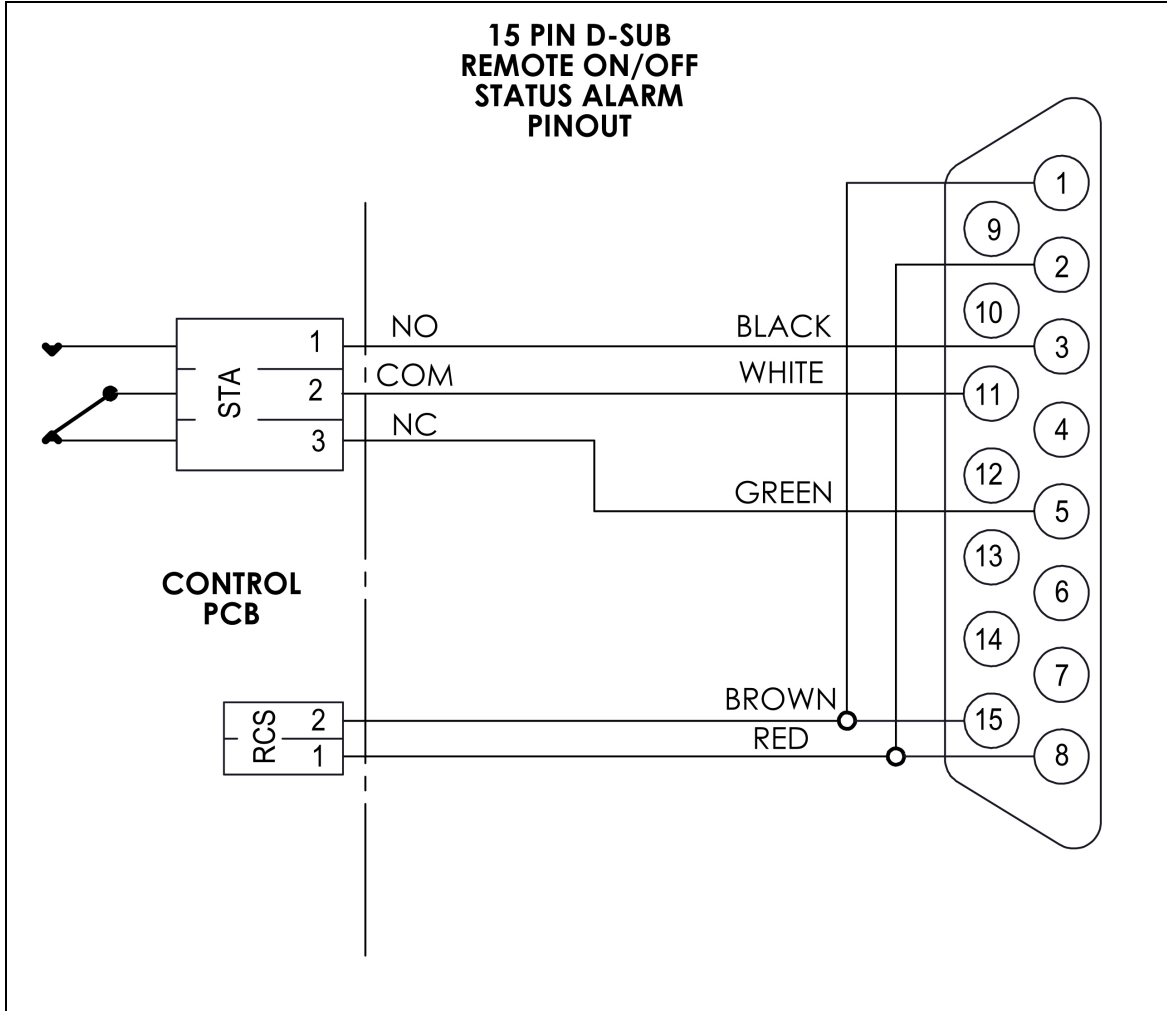 15 PIN D-SUB
REMOTE ON/OFF
STATUS ALARM
PINOUT
1
9
2
10
NO
BLACK
1
3
COM
WHITE
STA
2
11
NC
3
4
12
GREEN
5
13
CONTROL
PCB
6
14
7
BROWN
RCS
2
15
RED
1
8